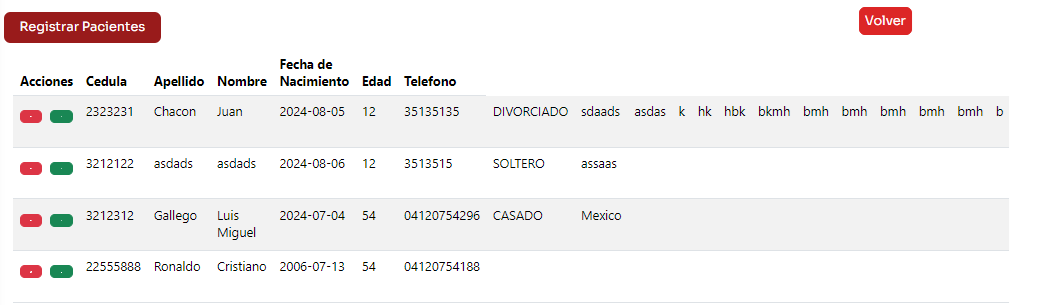 Registrar Pacientes
Volver
Acciones Cedula Apellido Nombre Fecha de Nacimiento Edad Telefono
2323231 Chacon Juan 2024-08-05 12 35135135 DIVORCIADO sdaads asdas k hk hbk bkmh bmh bmh bmh bmh bmh b
3212122 asdads asdads 2024-08-06 12 3513515 SOLTERO assaas
3212312 Gallego Luis Miguel 2024-07-04 54 04120754296 CASADO Mexico
22555888 Ronaldo Cristiano 2006-07-13 54 04120754188